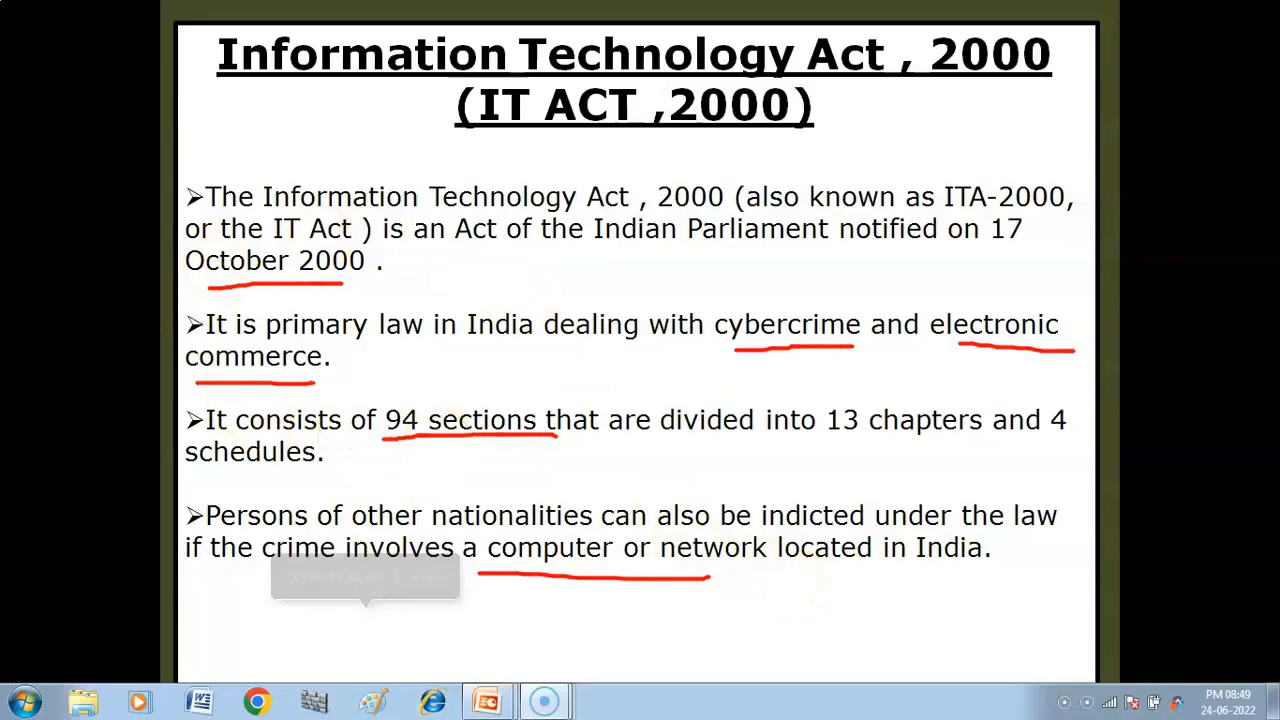 Information Technology Act , 2000
(IT ACT ,2000)
➢The Information Technology Act , 2000 (also known as ITA-2000,
or the IT Act ) is an Act of the Indian Parliament notified on 17
October 2000 .
➢It is primary law in India dealing with cybercrime and electronic
commerce.
➢It consists of 94 sections that are divided into 13 chapters and 4
schedules.
➢Persons of other nationalities can also be indicted under the law
if the crime involves a computer or network located in India.
PM 08:49
24-06-2022